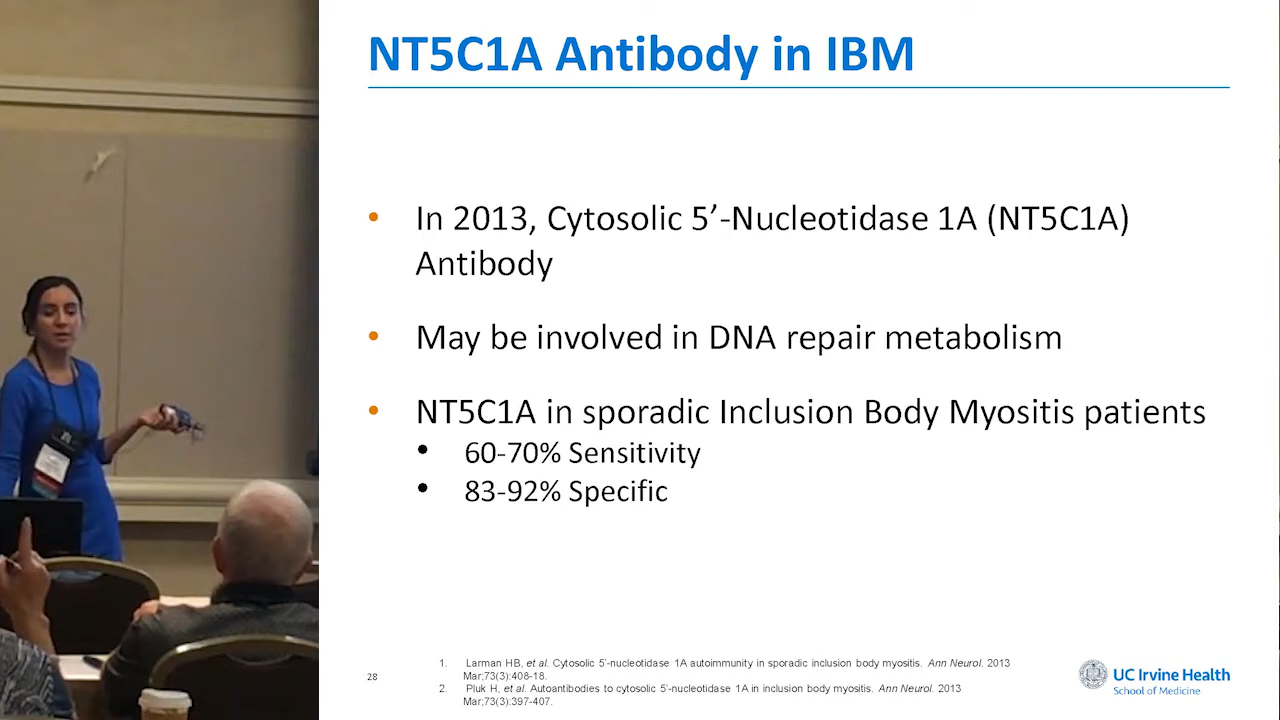 NT5C1A Antibody in IBM
• In 2013, Cytosolic 5’-Nucleotidase 1A (NT5C1A)
Antibody
• May be involved in DNA repair metabolism
• NT5C1A in sporadic Inclusion Body Myositis patients
• 60-70% Sensitivity
• 83-92% Specific
1. Larman HB, et al. Cytosolic 5’-nucleotidase 1A autoimmunity in sporadic inclusion body myositis. Ann Neurol. 2013
Mar;73(3):408-18.
2. Pluk H, et al. Autoantibodies to cytosolic 5’-nucleotidase 1A in inclusion body myositis. Ann Neurol. 2013
Mar;73(3):397-407.
28
UC Irvine Health
School of Medicine